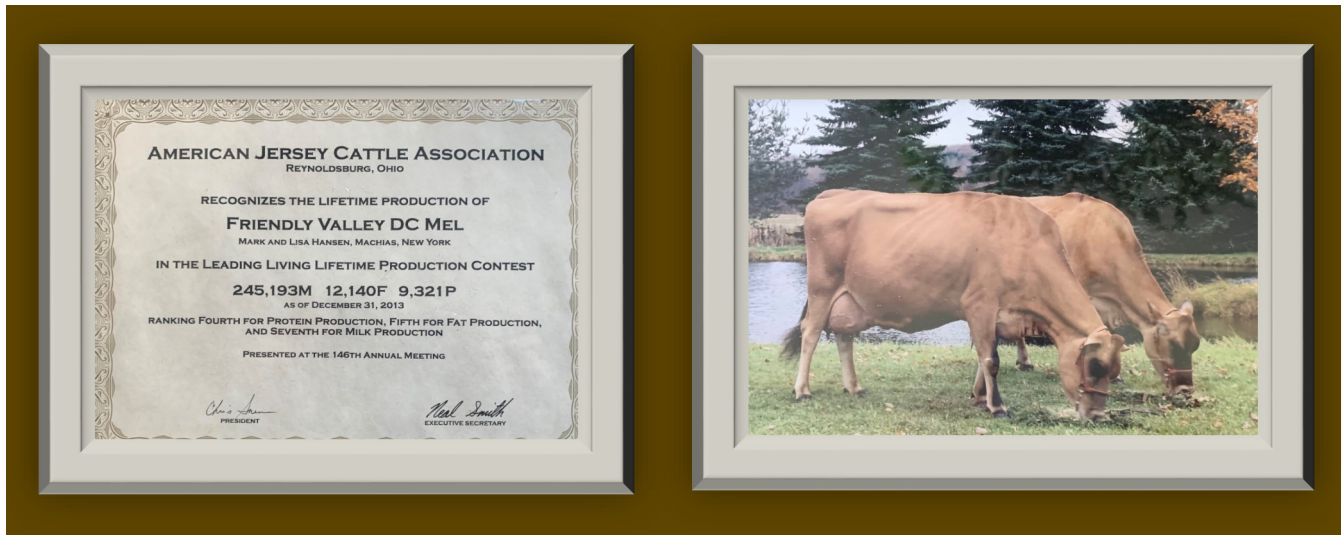 AMERICAN JERSEY CATTLE ASSOCIATION
REYNOLDSBURG, OHIO
RECOGNIZES THE LIFETIME PRODUCTION OF
FRIENDLY VALLEY DC MEL
MARK AND LISA HANSEN, MACHIAS, NEW YORK
IN THE LEADING LIVING LIFETIME PRODUCTION CONTEST
245,193M 12,140F 9,321P
AS OF DECEMBER 31, 2013
RANKING FOURTH FOR PROTEIN PRODUCTION, FIFTH FOR FAT PRODUCTION,
AND SEVENTH FOR MILK PRODUCTION
PRESENTED AT THE 146TH ANNUAL MEETING
Neal Smith
PRESIDENT
EXECUTIVE SECRETARY